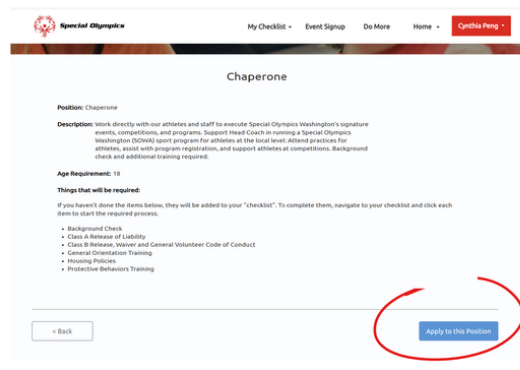 Special Olympics
My Checklist
Event Signup
Do More
Home
Cynthia Peng
Chaperone
Position: Chaperone
Description: Work directly with our athletes and staff to execute Special Olympics Washington's signature
events, competitions, and programs. Support Head Coach in running a Special Olympics
Washington (SOWA) sport program for athletes at the local level. Attend practices for
athletes, assist with program registration, and support athletes at competitions. Background
check and additional training required.
Age Requirement: 18
Things that will be required:
If you haven't done the items below, they will be added to your "checklist". To complete them, navigate to your checklist and click each
item to start the required process.
• Background Check
• Class A Release of Liability
• Class B Release, Waiver and General Volunteer Code of Conduct
• General Orientation Training
• Housing Policies
• Protective Behaviors Training
< Back
Apply to this Position